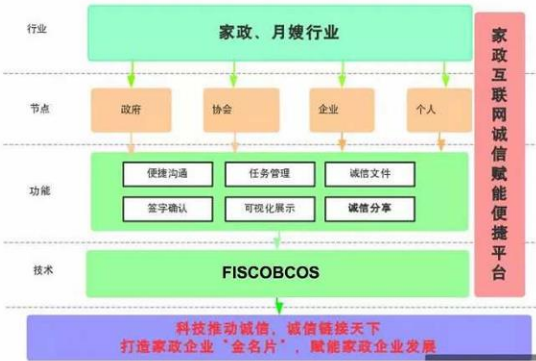 行业
家政、月嫂行业
节点
政府
协会
企业
个人
功能
便捷沟通
任务管理
诚信文件
签字确认
可视化展示
诚信分享
技术
FISCOBCOS
科技推动诚信，诚信链接天下
打造家政企业“金名片”，赋能家政企业发展
家政互联网诚信赋能便捷平台